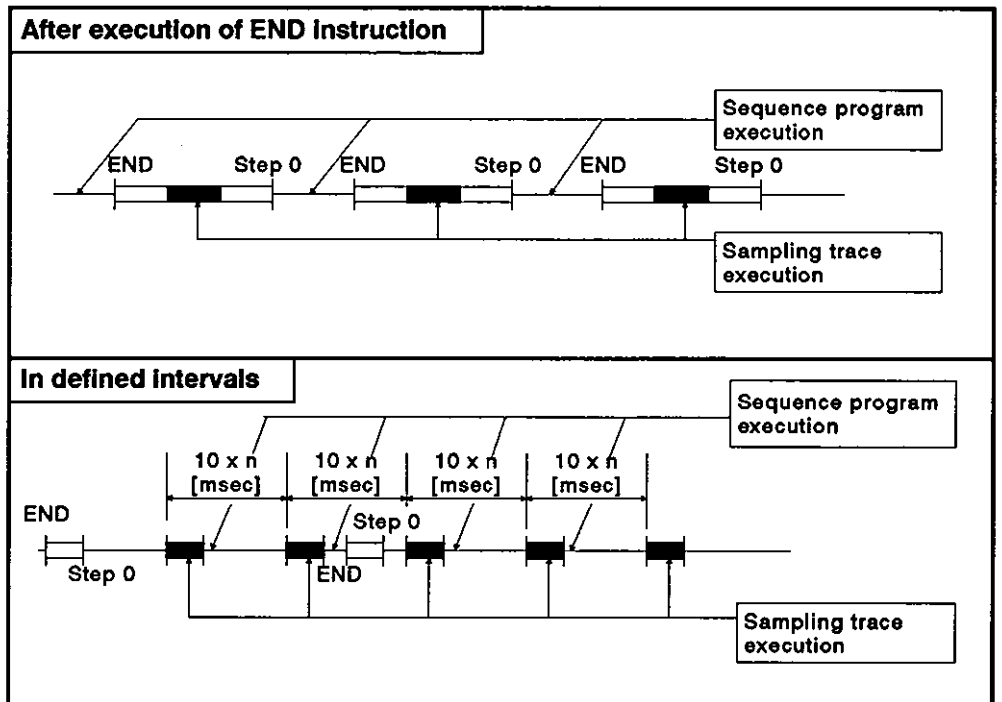 After execution of END instruction
Sequence program
execution
END Step 0 END Step 0 END Step 0
Sampling trace
execution
In defined intervals
Sequence program
execution
10 x n 10 x n 10 x n 10 x n
[msec] [msec] [msec] [msec]
END
Step 0
Step 0
END
Sampling trace
execution